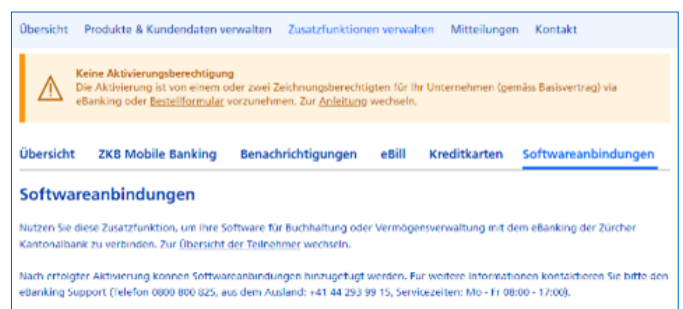 Übersicht Produkte & Kundendaten verwalten Zusatzfunktionen verwalten Mitteilungen Kontakt
Keine Aktivierungsberechtigung
Die Aktivierung ist von einem oder zwei Zeichnungsberechtigten für Ihr Unternehmen (gemäss Basisvertrag) via
eBanking oder Bestellformular vorzunehmen. Zur Anleitung wechseln.
Übersicht ZKB Mobile Banking Benachrichtigungen eBill Kreditkarten Softwareanbindungen
Softwareanbindungen
Nutzen Sie diese Zusatzfunktion, um Ihre Software für Buchhaltung oder Vermögensverwaltung mit dem eBanking der Zürcher
Kantonalbank zu verbinden. Zur Übersicht der Teilnehmer wechseln.
Nach erfolgter Aktivierung können Softwareanbindungen hinzugefügt werden. Für weitere Informationen kontaktieren Sie bitte den
eBanking Support (Telefon 0800 800 825, aus dem Ausland: +41 44 293 99 15, Servicezeiten: Mo - Fr 08:00 - 17:00).